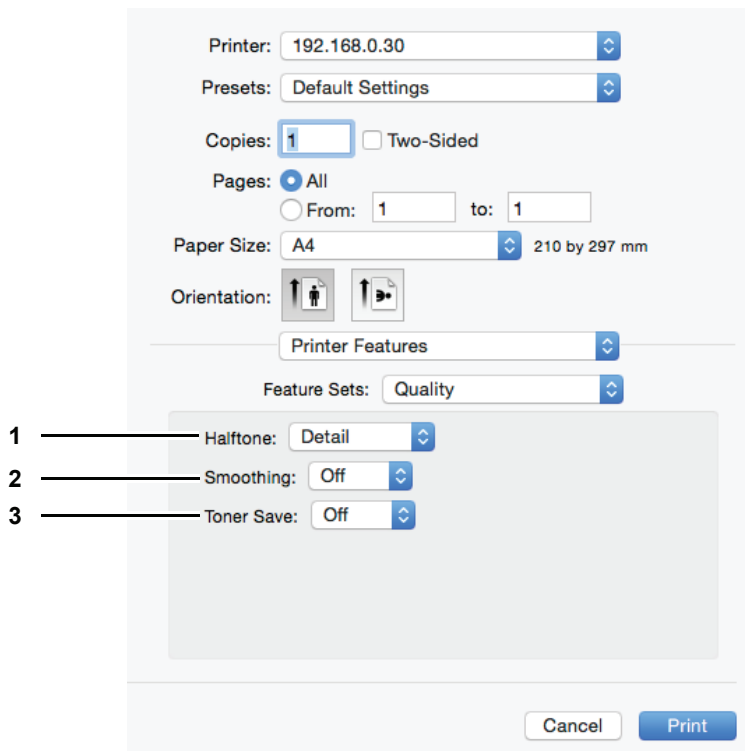 Printer: 192.168.0.30
Presets: Default Settings
Copies: 1 Two-Sided
Pages: All
From: 1 to: 1
Paper Size: A4 210 by 297 mm
Orientation:
Printer Features
Feature Sets: Quality
1 Halftone: Detail
2 Smoothing: Off
3 Toner Save: Off
Cancel Print